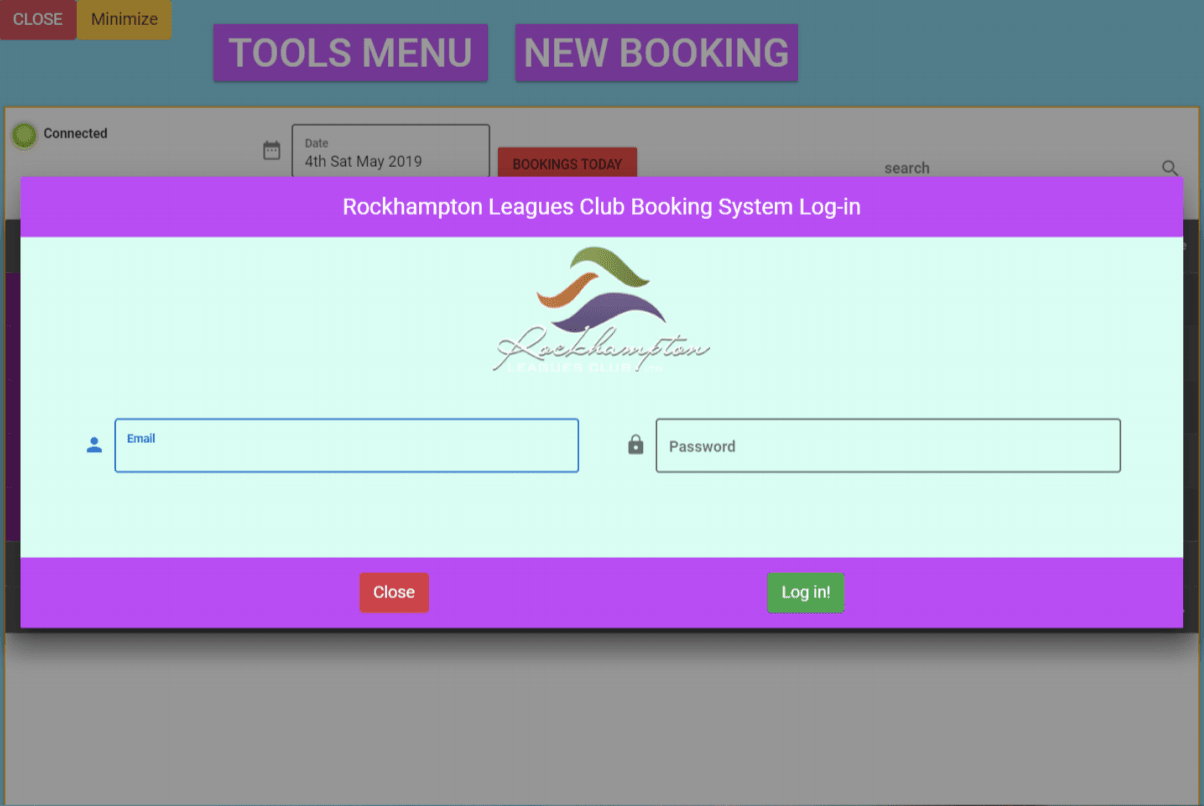 CLOSE Minimize
TOOLS MENU NEW BOOKING
Connected
Date
4th Sat May 2019
BOOKINGS TODAY
search
Rockhampton Leagues Club Booking System Log-in
Rockhampton
LEAGUES CLUB
Email
Password
Close Log in!